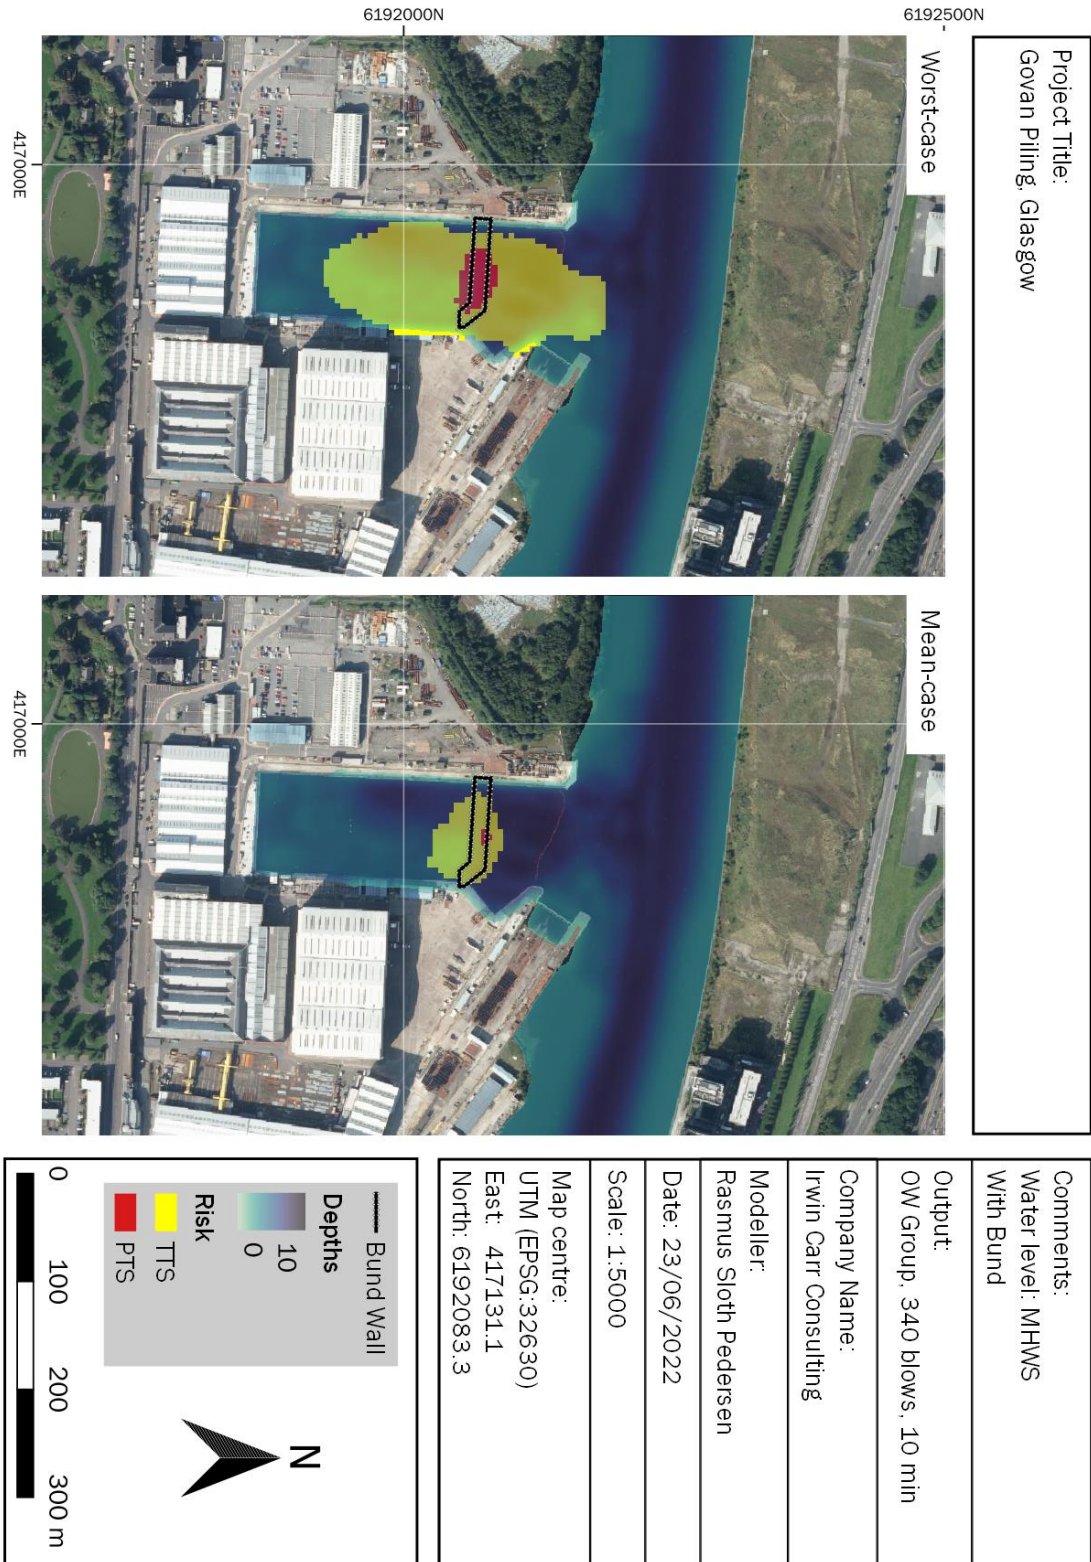 Project Title:
Govan Piling, Glasgow
Worst-case
Mean-case
6192000N
6192500N
417000E
417000E
Comments:
Water level: MHWS
With Bund
Output:
OW Group, 340 blows, 10 min
Company Name:
Irwin Carr Consulting
Modeller:
Rasmus Sloth Pedersen
Date: 23/06/2022
Scale: 1:5000
Map centre:
UTM (EPSG:32630)
East: 417131.1
North: 6192083.3
Bund Wall
Depths
10
0
Risk
TTS
PTS
N
0 100 200 300 m